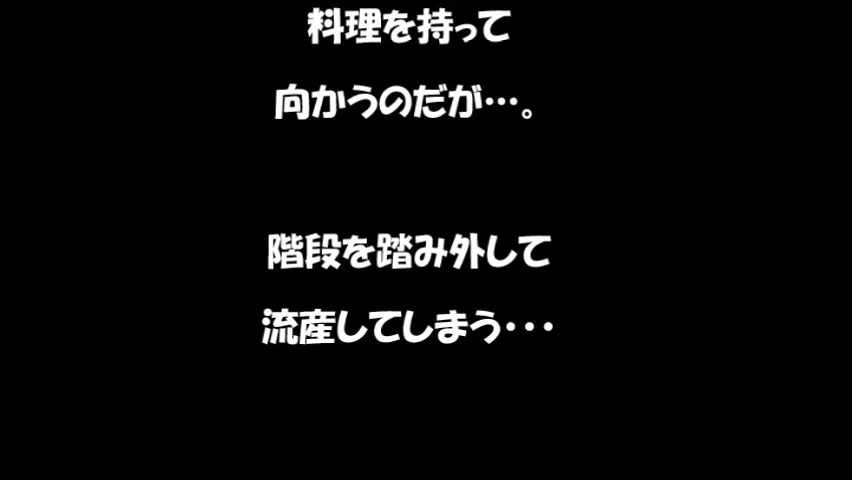 料理を持って
向かうのだが…。
階段を踏み外して
流産してしまう・・・